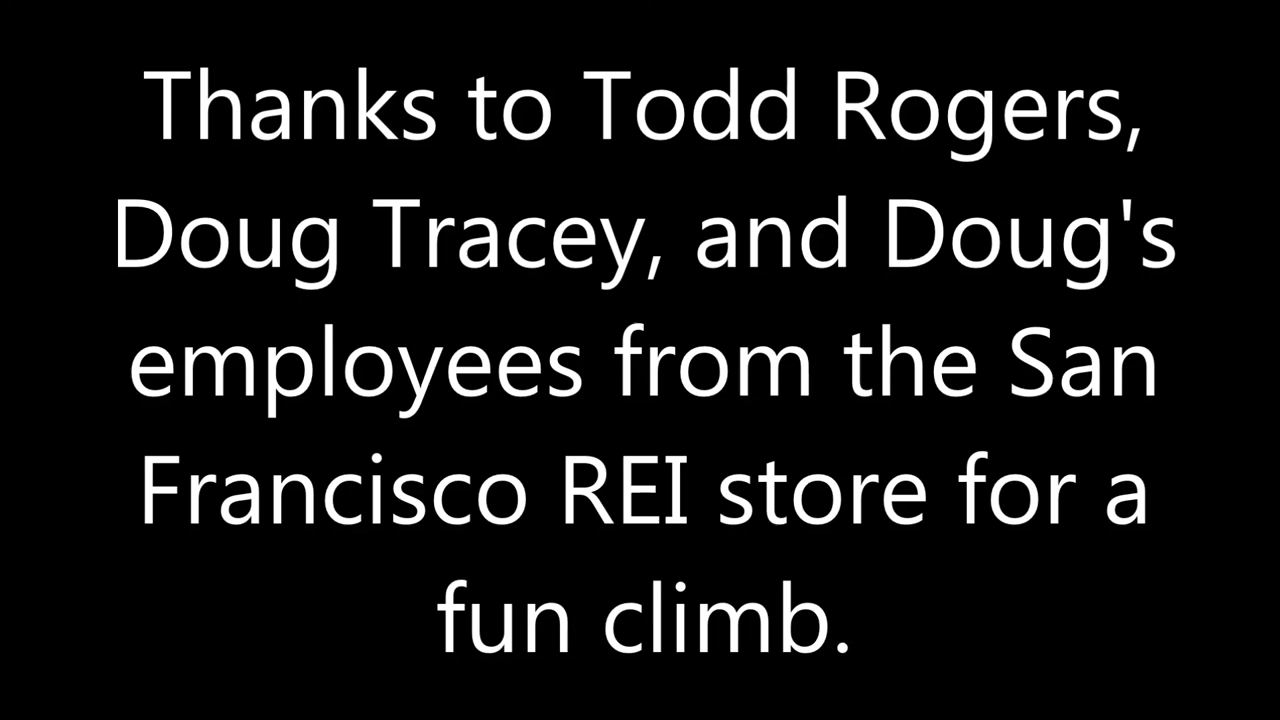 Thanks to Todd Rogers,
Doug Tracey, and Doug's
employees from the San
Francisco REI store for a
fun climb.